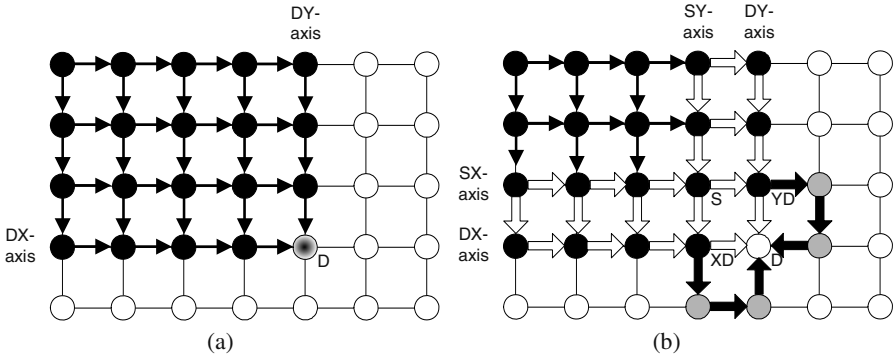 DY-
axis
DX-
axis
D
(a)
SY-
axis
DY-
axis
SX-
axis
DX-
axis
S
YD
XD
D
(b)